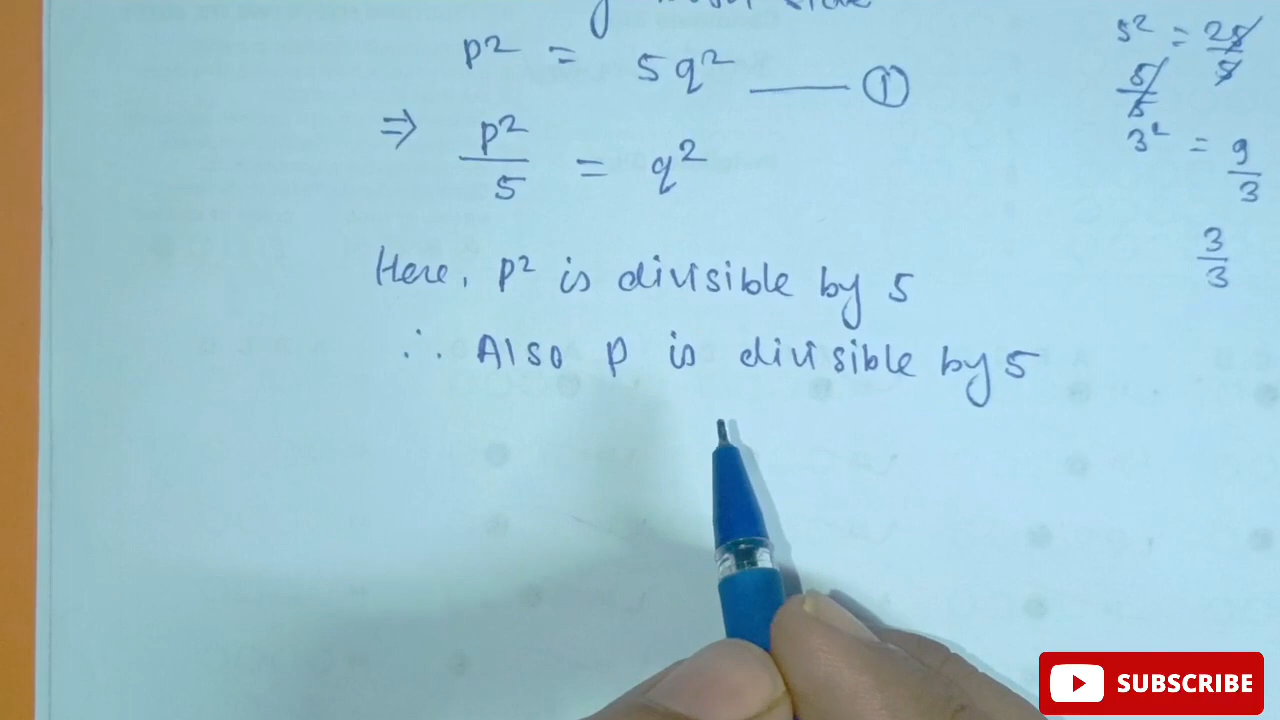 p² = 5q² —— ①
⇒ p²/5 = q²
Here, p² is divisible by 5
∴ Also p is divisible by 5
5² = 25/5
5/5
3² = 9/3
3/3
SUBSCRIBE